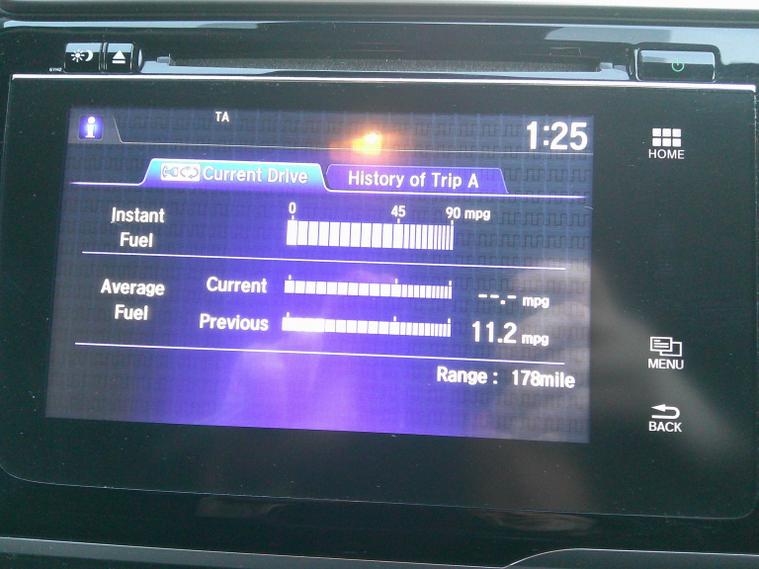 TA
1:25
HOME
Current Drive
History of Trip A
0 45 90 mpg
Instant
Fuel
Average
Fuel
Current --.- mpg
Previous 11.2 mpg
Range : 178mile
MENU
BACK